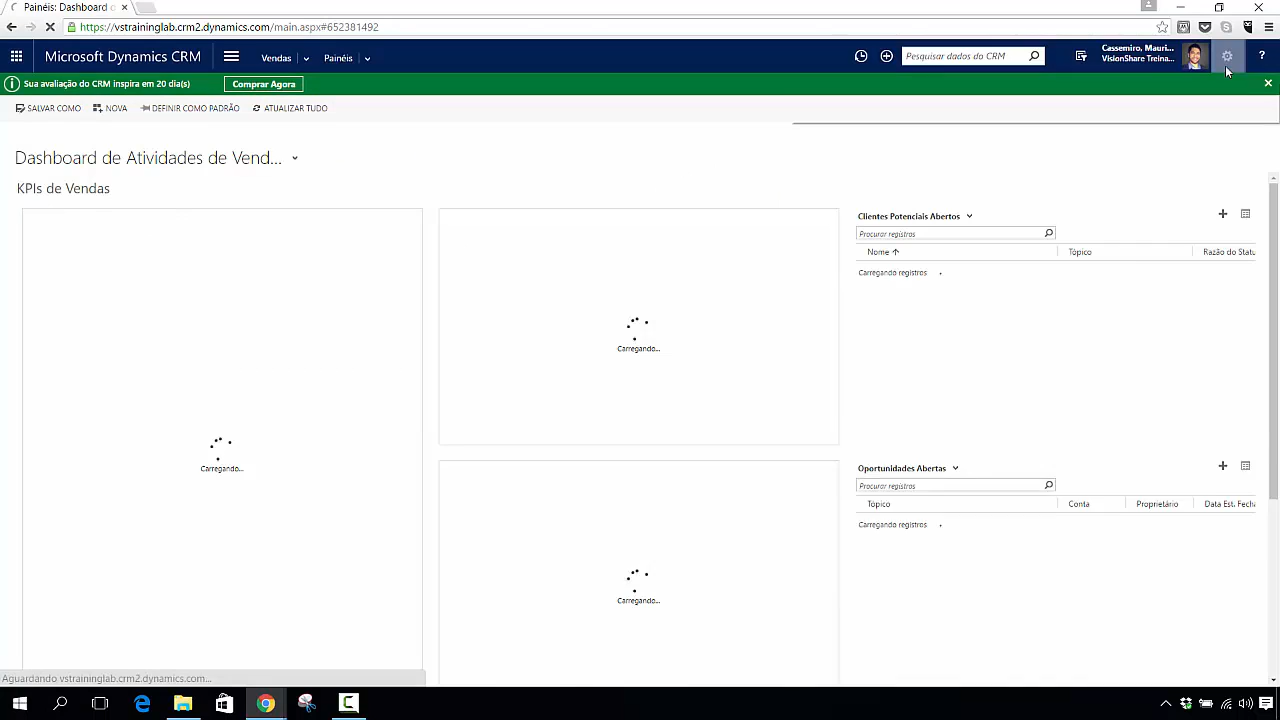 Painéis: Dashboard
https://vstraininglab.crm2.dynamics.com/main.aspx#652381492
Microsoft Dynamics CRM
Vendas
Painéis
Pesquisar dados do CRM
Cassemiro, Mauri...
VisionShare Treina...
?
Sua avaliação do CRM inspira em 20 dia(s)
Comprar Agora
SALVAR COMO
NOVA
DEFINIR COMO PADRÃO
ATUALIZAR TUDO
Dashboard de Atividades de Vend...
KPIs de Vendas
Carregando...
Carregando...
Carregando...
Clientes Potenciais Abertos
Procurar registros
Nome
Tópico
Razão do Statu
Carregando registros
Oportunidades Abertas
Procurar registros
Tópico
Conta
Proprietário
Data Est. Fecha
Carregando registros
Aguardando vstraininglab.crm2.dynamics.com...